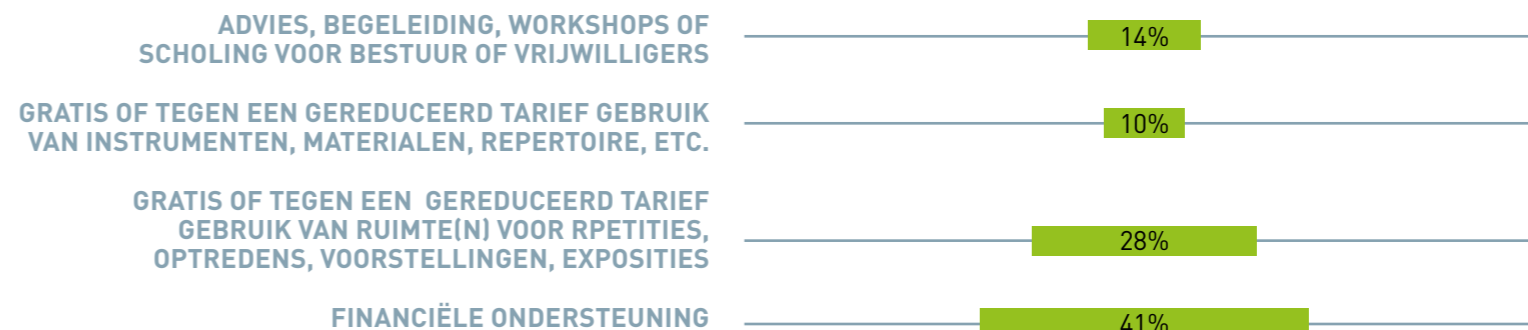 ADVIES, BEGELEIDING, WORKSHOPS OF
SCHOLING VOOR BESTUUR OF VRIJWILLIGERS
14%
GRATIS OF TEGEN EEN GEREDUCEERD TARIEF GEBRUIK
VAN INSTRUMENTEN, MATERIALEN, REPERTOIRE, ETC.
10%
GRATIS OF TEGEN EEN GEREDUCEERD TARIEF
GEBRUIK VAN RUIMTE(N) VOOR RPETITIES,
OPTREDENS, VOORSTELLINGEN, EXPOSITIES
28%
FINANCIËLE ONDERSTEUNING
41%